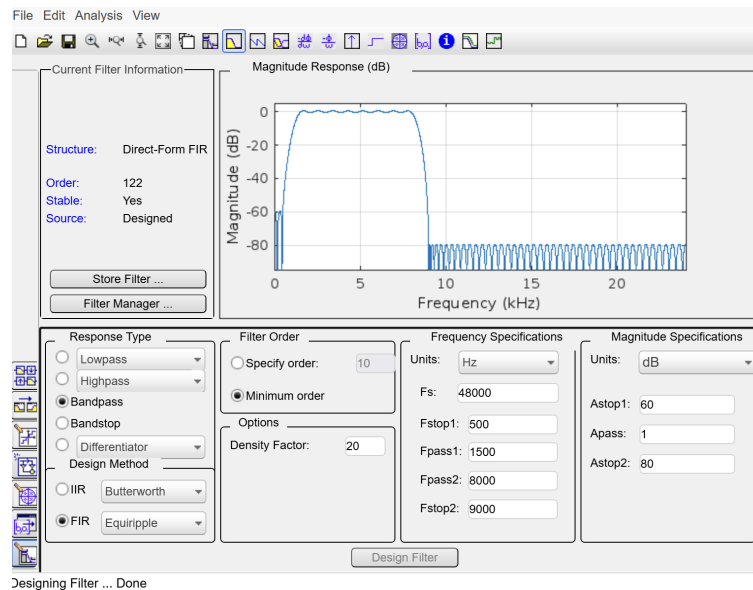 File Edit Analysis View
Current Filter Information
Structure: Direct-Form FIR
Order: 122
Stable: Yes
Source: Designed
Store Filter ...
Filter Manager ...
Magnitude Response (dB)
Magnitude (dB)
0
-20
-40
-60
-80
0 5 10 15 20
Frequency (kHz)
Response Type
Lowpass
Highpass
Bandpass
Bandstop
Differentiator
Design Method
IIR Butterworth
FIR Equiripple
Filter Order
Specify order: 10
Minimum order
Options
Density Factor: 20
Frequency Specifications
Units: Hz
Fs: 48000
Fstop1: 500
Fpass1: 1500
Fpass2: 8000
Fstop2: 9000
Magnitude Specifications
Units: dB
Astop1: 60
Apass: 1
Astop2: 80
Design Filter
Designing Filter ... Done